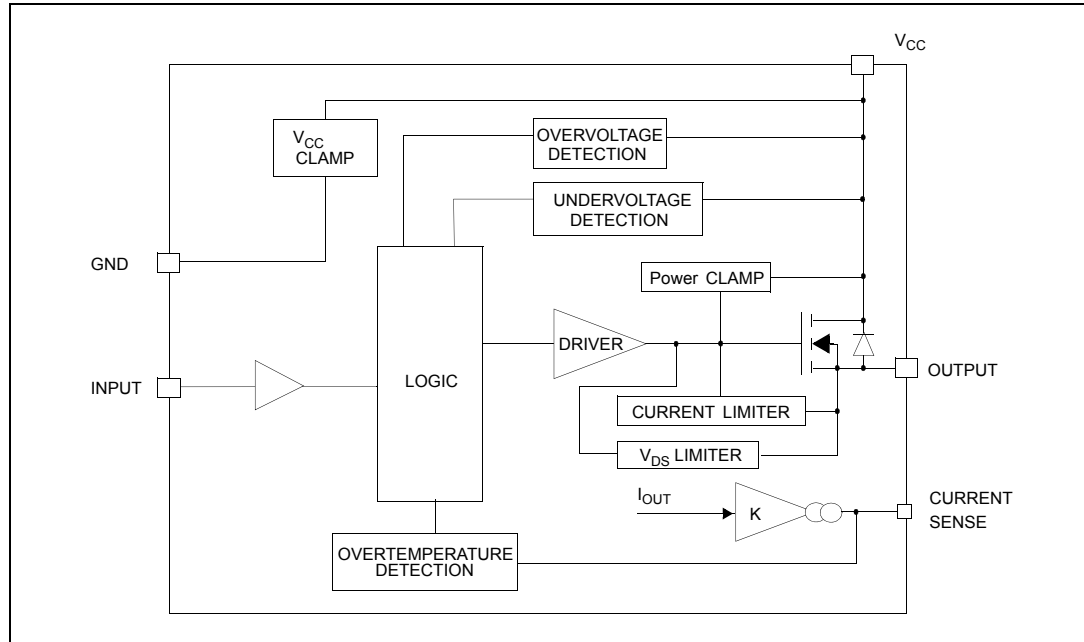 VCC
VCC
CLAMP
OVERVOLTAGE
DETECTION
UNDERVOLTAGE
DETECTION
GND
Power CLAMP
DRIVER
LOGIC
INPUT
OUTPUT
CURRENT LIMITER
VDS LIMITER
IOUT
K
CURRENT
SENSE
OVERTEMPERATURE
DETECTION